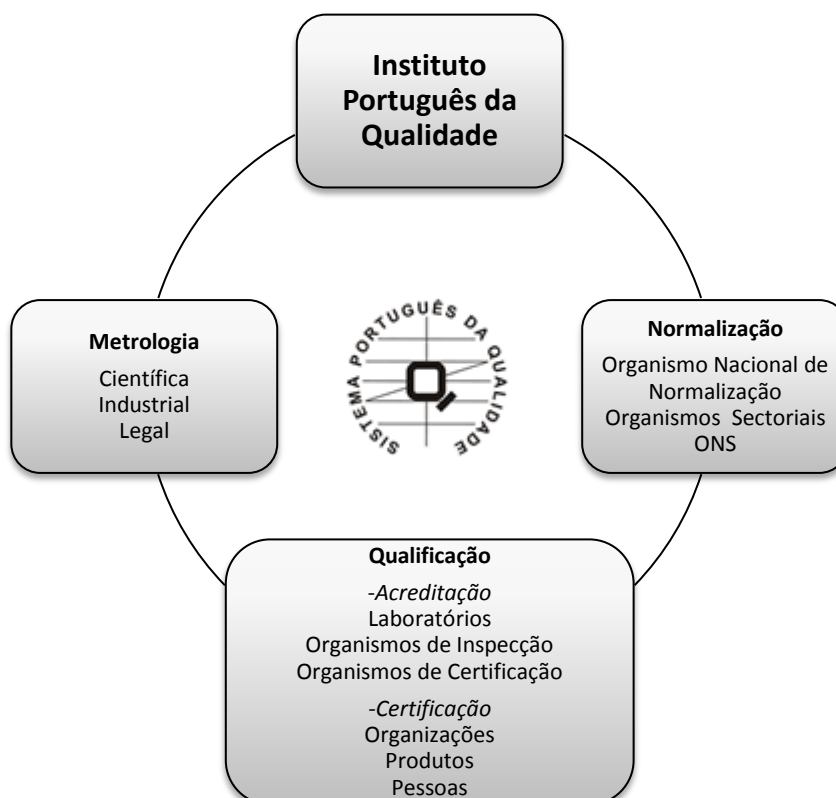 Instituto
Português da
Qualidade
Metrologia
Científica
Industrial
Legal
SISTEMA PORTUGUÊS DA QUALIDADE
Normalização
Organismo Nacional de
Normalização
Organismos Sectoriais
ONS
Qualificação
-Acreditação
Laboratórios
Organismos de Inspecção
Organismos de Certificação
-Certificação
Organizações
Produtos
Pessoas